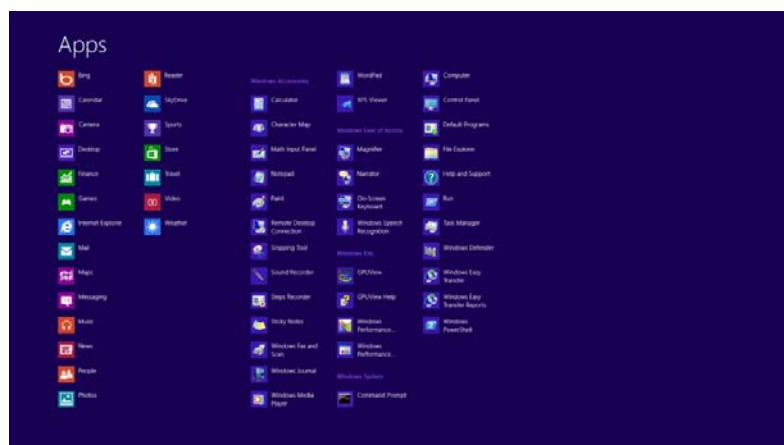 Apps
Bing
Calendar
Camera
Desktop
Finance
Games
Internet Explorer
Mail
Maps
Messaging
Music
News
People
Photos
Reader
SkyDrive
Sports
Store
Travel
Video
Weather
Windows Accessories
Calculator
Character Map
Math Input Panel
Notepad
Paint
Remote Desktop
Connection
Snipping Tool
Sound Recorder
Steps Recorder
Sticky Notes
Windows Fax and
Scan
Windows Journal
Windows Media
Player
WordPad
XPS Viewer
Windows Ease of Access
Magnifier
Narrator
On-Screen
Keyboard
Windows Speech
Recognition
Windows Kits
GPUView
GPUView Help
Windows
Performance...
Windows
Performance...
Windows System
Command Prompt
Computer
Control Panel
Default Programs
File Explorer
Help and Support
Run
Task Manager
Windows Defender
Windows Easy
Transfer
Windows Easy
Transfer Reports
Windows
PowerShell